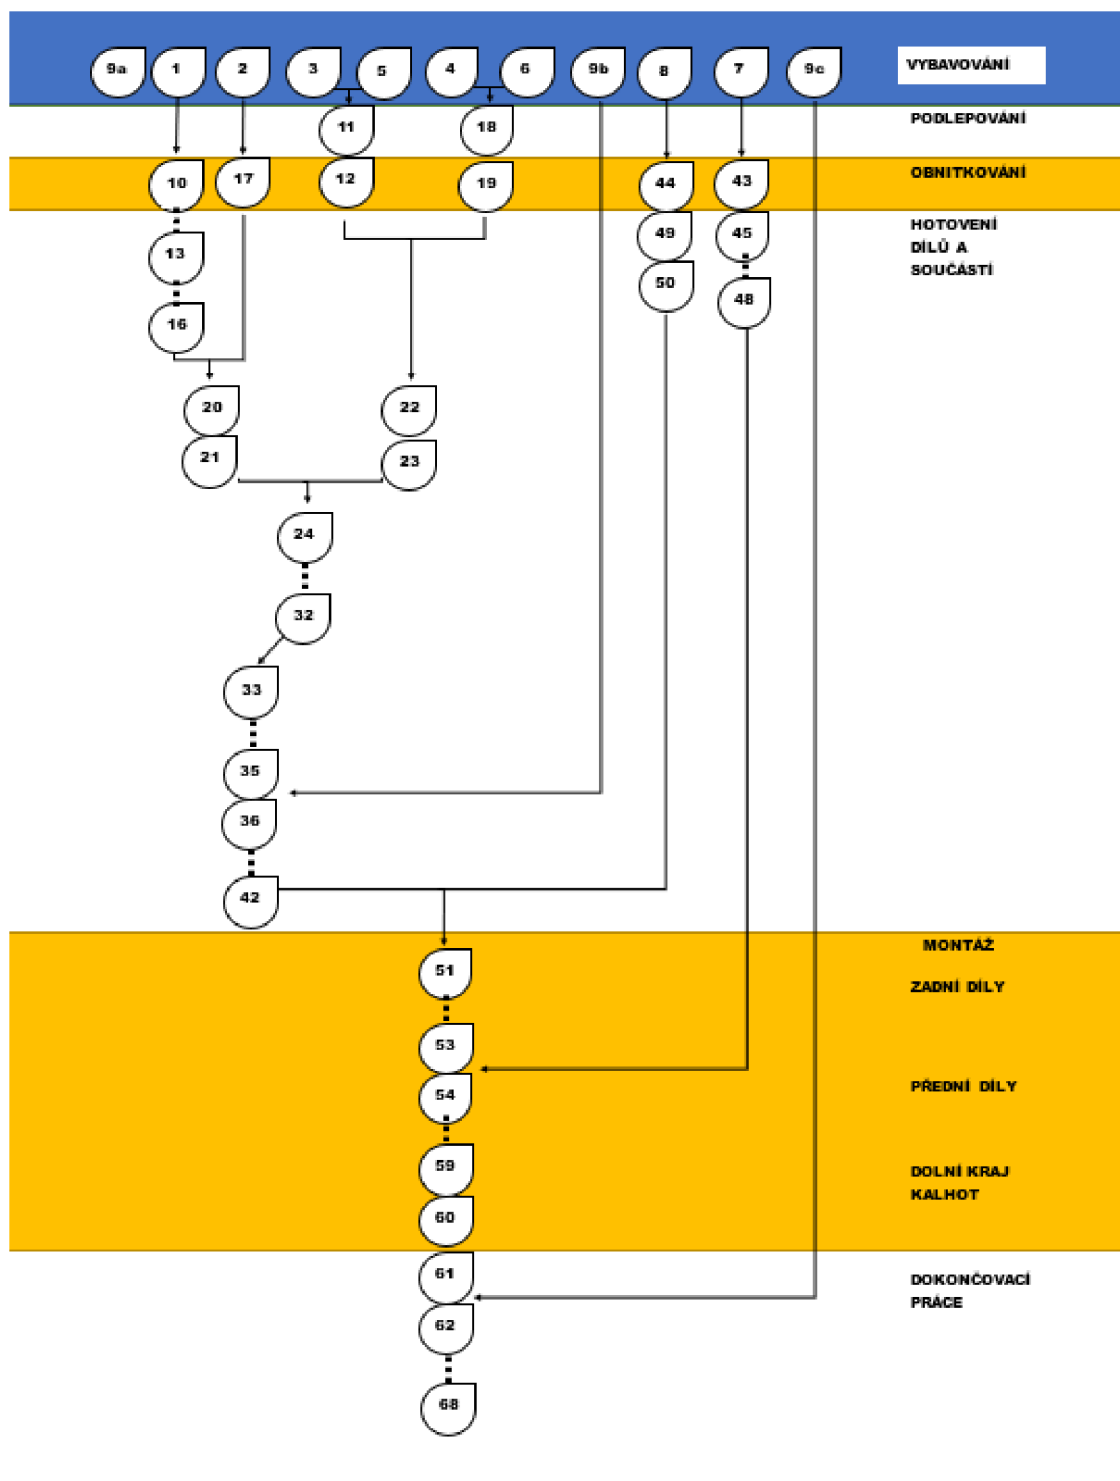 9a 1 2 3 5 4 6 9b 8 7 9c VYBAVOVÁNÍ
11 18 PODLEPOVÁNÍ
10 17 12 19 44 43 OBNITKOVÁNÍ
13 49 45 HOTOVENÍ
DÍLŮ A
SOUČÁSTÍ
50 48
16
20 22
21 23
24
32
33
35
36
42
MONTÁŽ
51 ZADNÍ DÍLY
53
54 PŘEDNÍ DÍLY
59 DOLNÍ KRAJ
KALHOT
60
61 DOKONČOVACÍ
PRÁCE
62
68